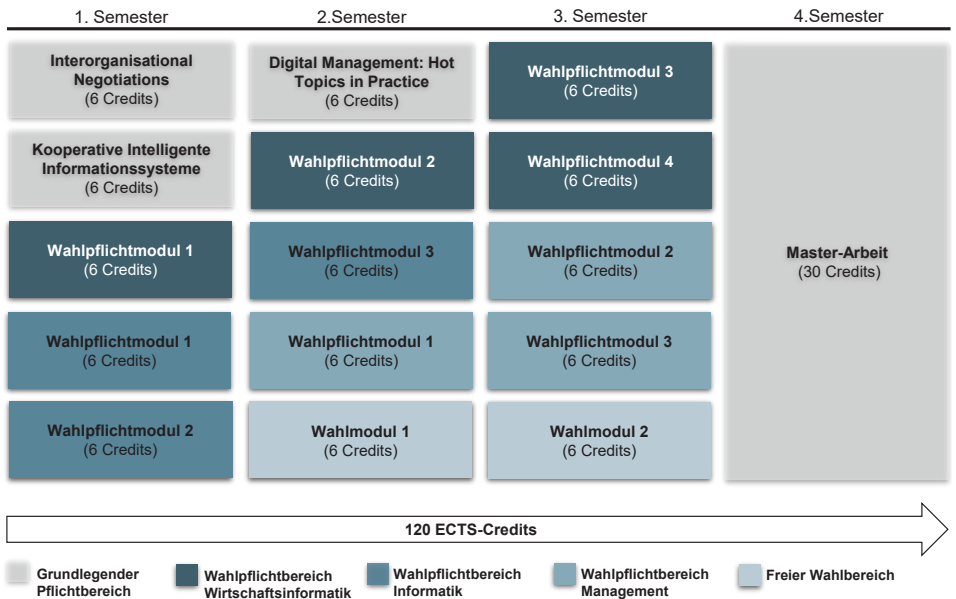 1. Semester
2.Semester
3. Semester
4.Semester
Interorganisational
Negotiations
(6 Credits)
Digital Management: Hot
Topics in Practice
(6 Credits)
Wahlpflichtmodul 3
(6 Credits)
Kooperative Intelligente
Informationssysteme
(6 Credits)
Wahlpflichtmodul 2
(6 Credits)
Wahlpflichtmodul 4
(6 Credits)
Wahlpflichtmodul 1
(6 Credits)
Wahlpflichtmodul 3
(6 Credits)
Wahlpflichtmodul 2
(6 Credits)
Master-Arbeit
(30 Credits)
Wahlpflichtmodul 1
(6 Credits)
Wahlpflichtmodul 1
(6 Credits)
Wahlpflichtmodul 3
(6 Credits)
Wahlpflichtmodul 2
(6 Credits)
Wahlmodul 1
(6 Credits)
Wahlmodul 2
(6 Credits)
120 ECTS-Credits
Grundlegender
Pflichtbereich
Wahlpflichtbereich
Wirtschaftsinformatik
Wahlpflichtbereich
Informatik
Wahlpflichtbereich
Management
Freier Wahlbereich